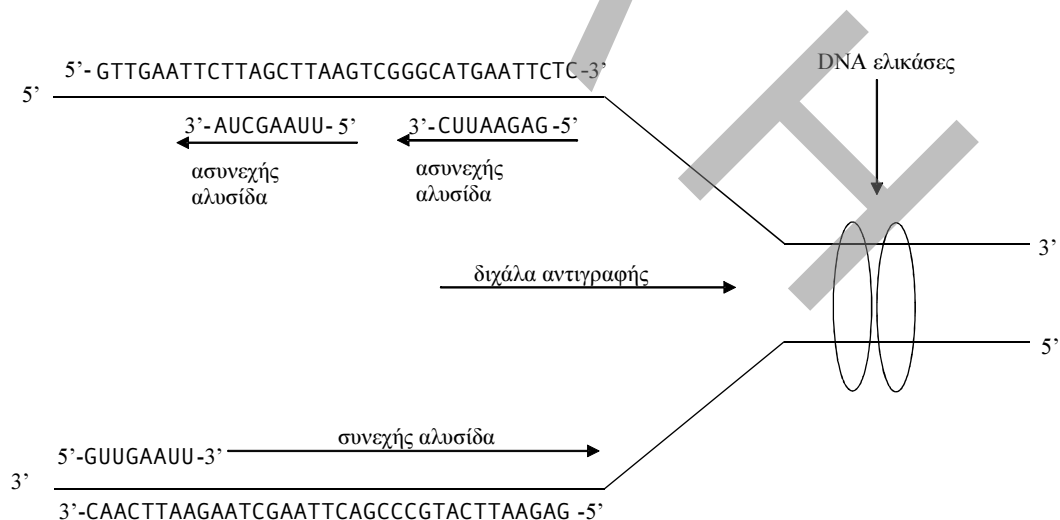 5'- GTTGAATTCTTAGCTTAAGTCGGGCATGAATTCTC-3'
DNA ελικάσες
5'
3'-AUCGAAUU- 5'
3'-CUUAAGAG -5'
ασυνεχής
αλυσίδα
ασυνεχής
αλυσίδα
3'
διχάλα αντιγραφής
5'
συνεχής αλυσίδα
5'-GUUGAAUU-3'
3'
3'-CAACTTAAGAATCGAATTCAGCCCGTACTTAAGAG -5'